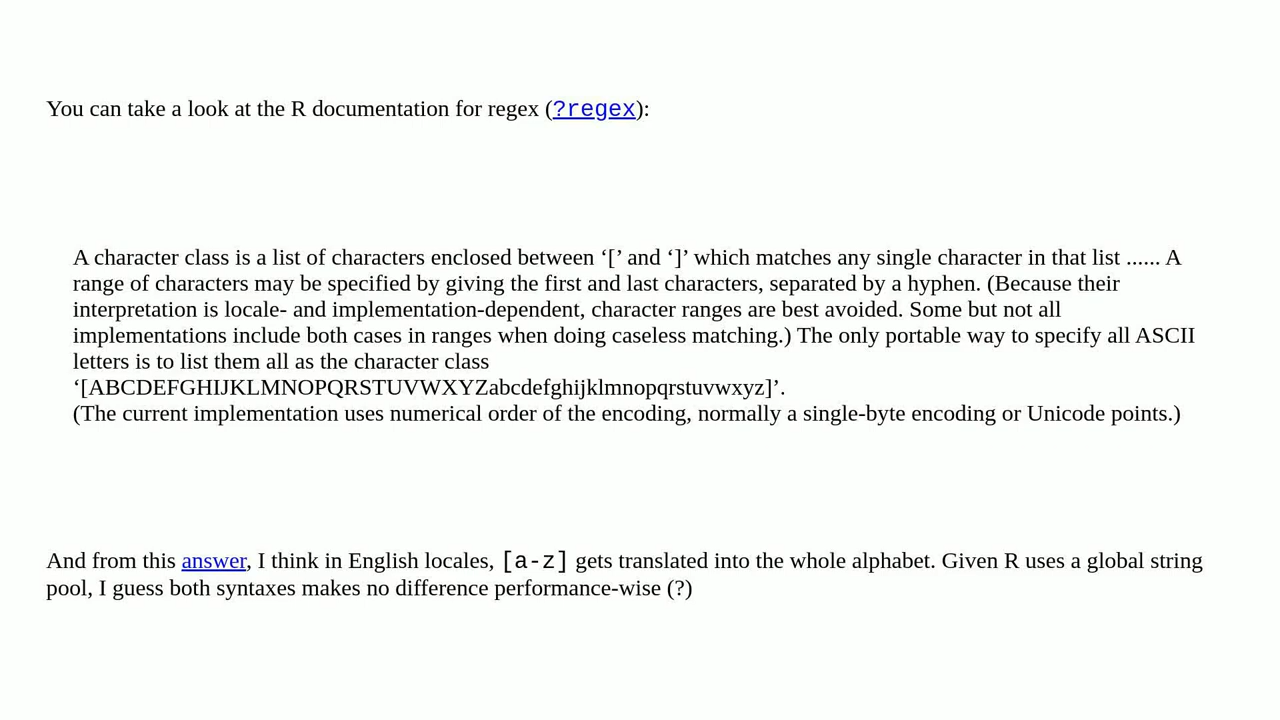 You can take a look at the R documentation for regex (?regex):
A character class is a list of characters enclosed between ‘[’ and ‘]’ which matches any single character in that list ...... A
range of characters may be specified by giving the first and last characters, separated by a hyphen. (Because their
interpretation is locale- and implementation-dependent, character ranges are best avoided. Some but not all
implementations include both cases in ranges when doing caseless matching.) The only portable way to specify all ASCII
letters is to list them all as the character class
‘[ABCDEFGHIJKLMNOPQRSTUVWXYZabcdefghijklmnopqrstuvwxyz]’.
(The current implementation uses numerical order of the encoding, normally a single-byte encoding or Unicode points.)
And from this answer, I think in English locales, [a-z] gets translated into the whole alphabet. Given R uses a global string
pool, I guess both syntaxes makes no difference performance-wise (?)